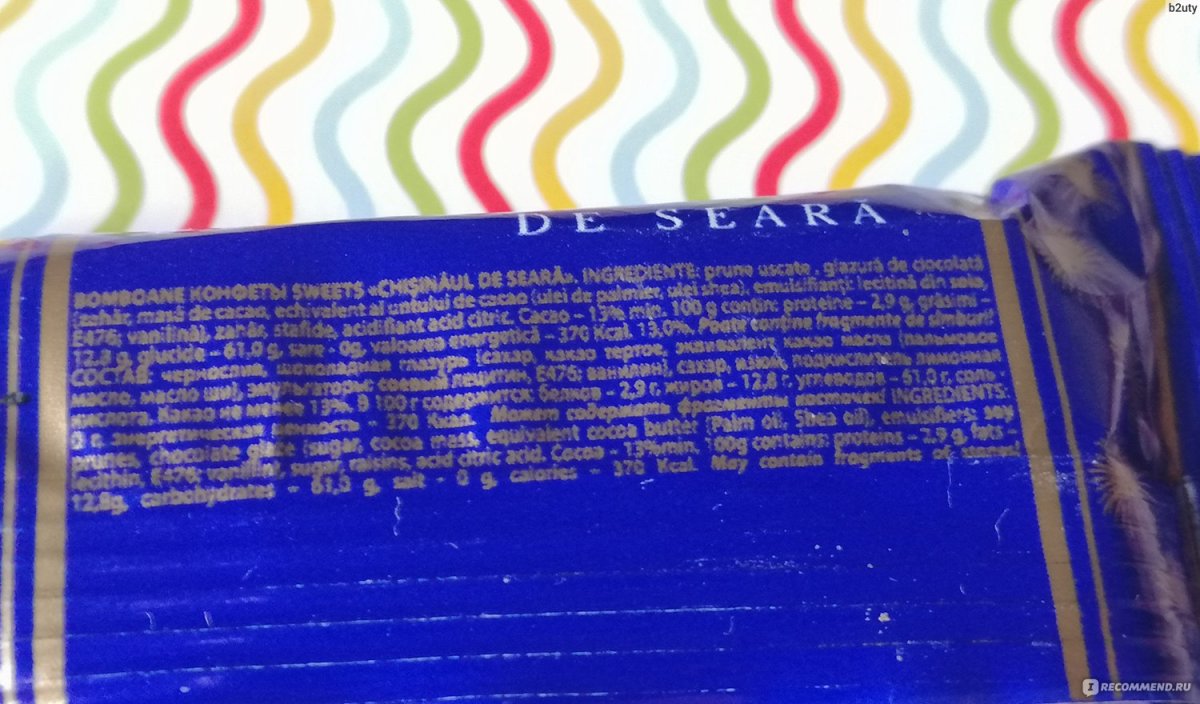 b2uty
DE SEARĂ
BOMBOANE КОНФЕТЫ SWEETS «CHIŞINĂUL DE SEARĂ». INGREDIENTE: prune uscate, glazură de ciocolată
(zahăr, masă de cacao, echivalent al untului de cacao (ulei de palmier, ulei shea), emulsifianţi: lecitină din soia,
E476; vanilină), zahăr, stafide, acidifiant acid citric. Cacao – 13% min. 100 g conţin: proteine – 2,9 g, grăsimi –
12,8 g, glucide – 61,0 g, sare - 0g, valoarea energetică – 370 Kcal. 13,0%. Poate conţine fragmente de sîmburi!
СОСТАВ: чернослив, шоколадная глазурь (сахар, какао тертое, эквивалент какао масла (пальмовое
масло, масло ши), эмульгаторы: соевый лецитин, E476; ванилин), сахар, изюм, подкислитель лимонная
кислота. Какао не менее 13%. В 100 г содержится: белков – 2,9 г, жиров – 12,8 г, углеводов – 61,0 г, соль -
0 г, энергетическая ценность – 370 Kкал. Может содержать фрагменты косточек! INGREDIENTS:
prunes, chocolate glaze (sugar, cocoa mass, equivalent cocoa butter (Palm oil, Shea oil), emulsifiers: soy
lecithin, E476; vanillin), sugar, raisins, acid citric acid. Cocoa – 13%min. 100g contains: proteins – 2,9 g, fats –
12,8g, carbohydrates – 61,0 g, salt - 0 g, calories – 370 Kcal. May contain fragments of stones!
RECOMMEND.RU